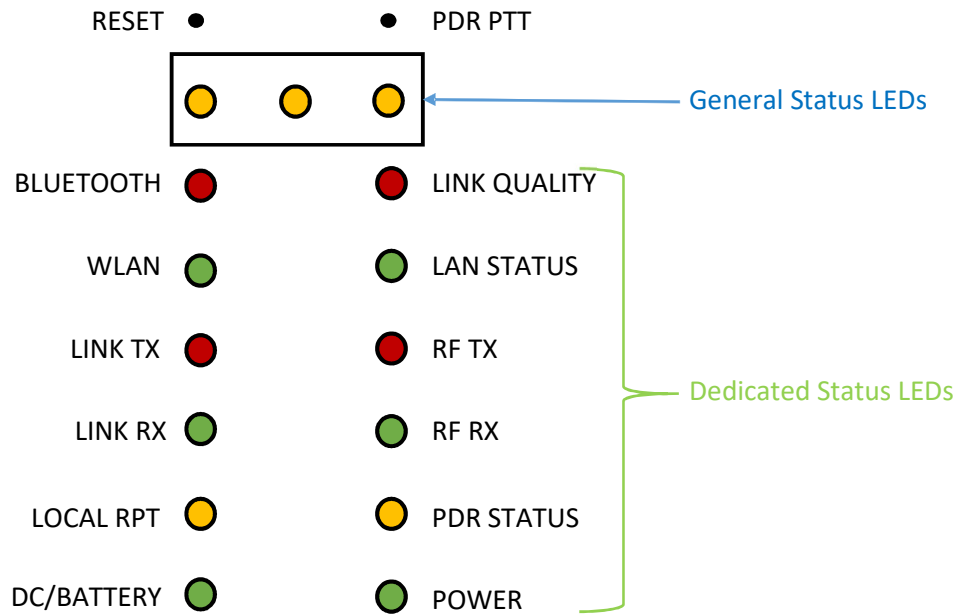 RESET
PDR PTT
General Status LEDs
BLUETOOTH
LINK QUALITY
WLAN
LAN STATUS
LINK TX
RF TX
Dedicated Status LEDs
LINK RX
RF RX
LOCAL RPT
PDR STATUS
DC/BATTERY
POWER